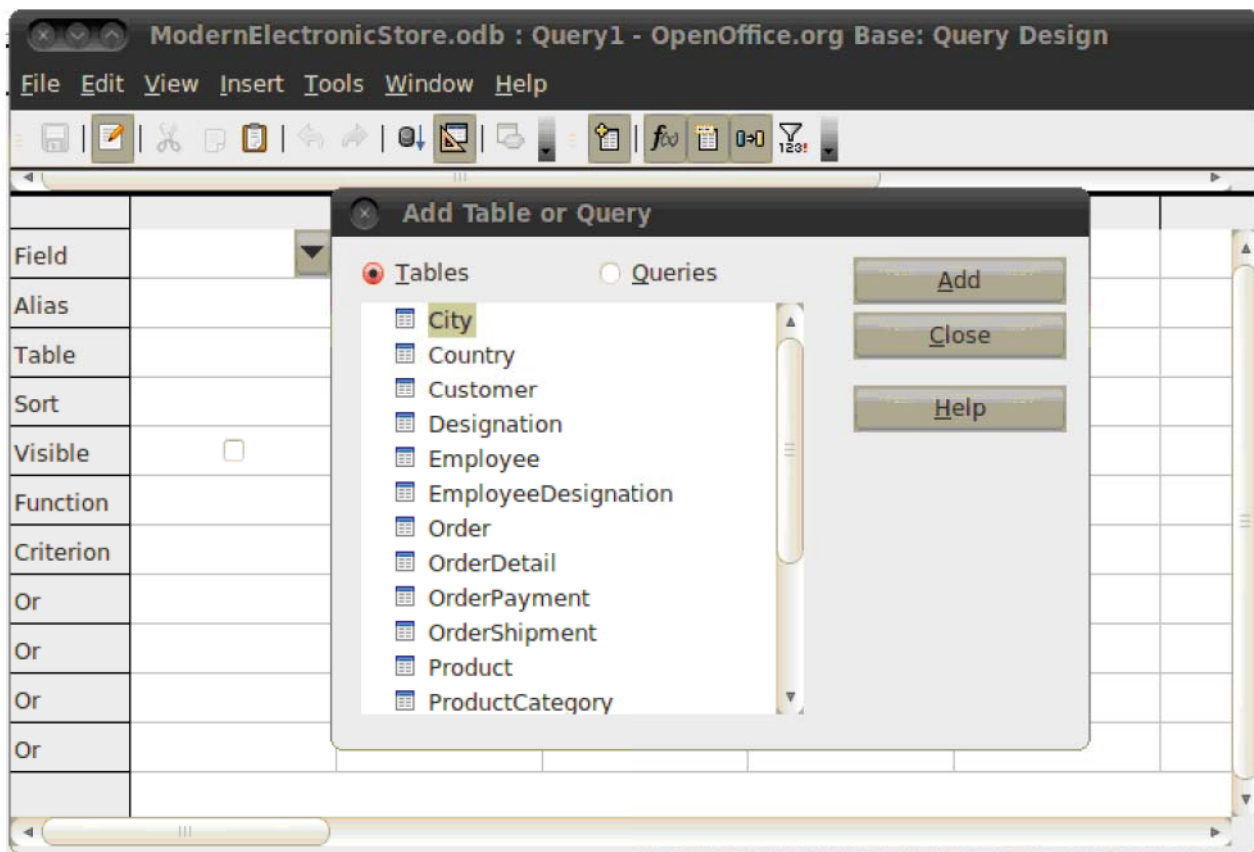 ModernElectronicStore.odb : Query1 - OpenOffice.org Base: Query Design
File Edit View Insert Tools Window Help
f(x) 123!
Add Table or Query
Field
Tables Queries Add
Alias
City
Close
Table
Country
Sort
Customer
Help
Designation
Visible
Employee
Function
EmployeeDesignation
Order
Criterion
OrderDetail
Or
OrderPayment
OrderShipment
Or
Product
Or
ProductCategory
Or